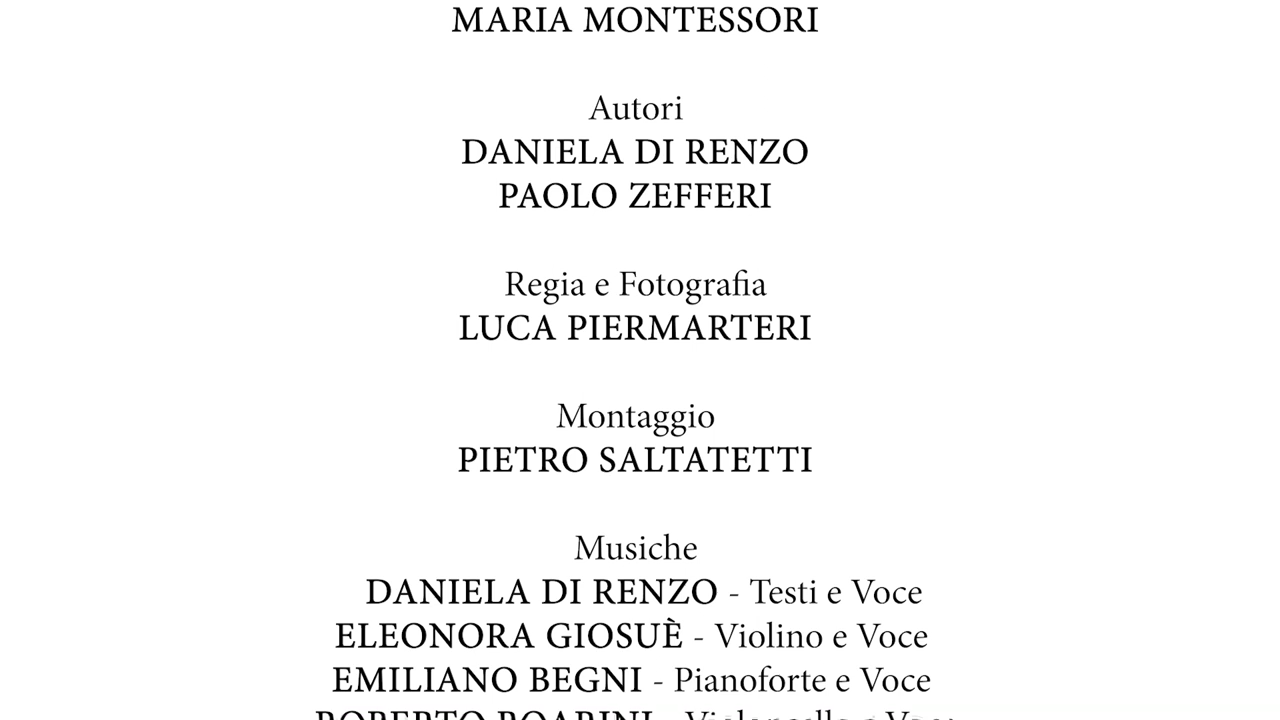 MARIA MONTESSORI
Autori
DANIELA DI RENZO
PAOLO ZEFFERI
Regia e Fotografia
LUCA PIERMARTERI
Montaggio
PIETRO SALTATETTI
Musiche
DANIELA DI RENZO - Testi e Voce
ELEONORA GIOSUÈ - Violino e Voce
EMILIANO BEGNI - Pianoforte e Voce